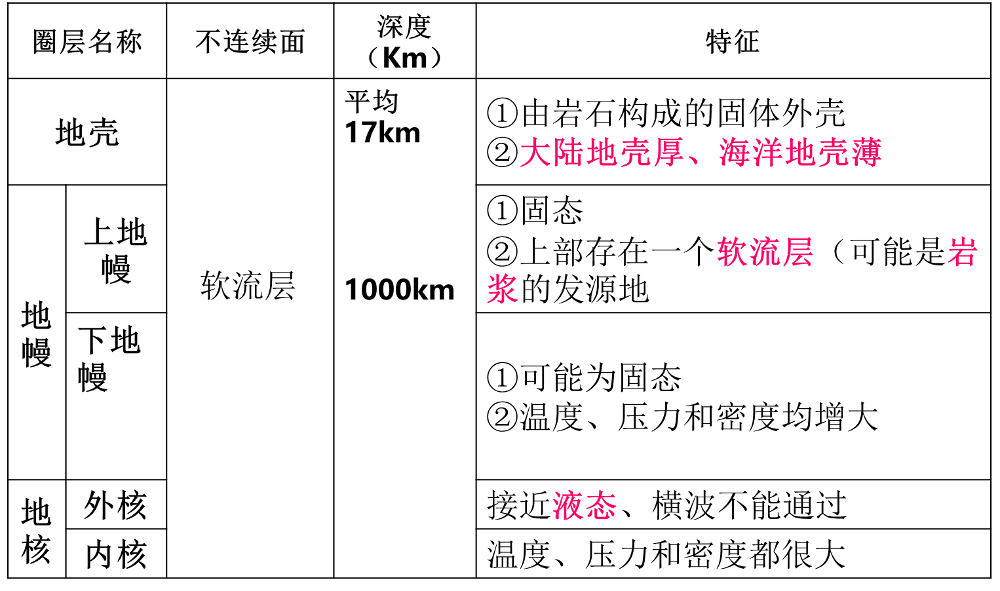 圈层名称
不连续面
深度
（Km）
特征
地壳
平均
17km
①由岩石构成的固体外壳
②大陆地壳厚、海洋地壳薄
地
幔
上地
幔
软流层
1000km
①固态
②上部存在一个软流层（可能是岩
浆的发源地
下地
幔
①可能为固态
②温度、压力和密度均增大
地
核
外核
接近液态、横波不能通过
内核
温度、压力和密度都很大